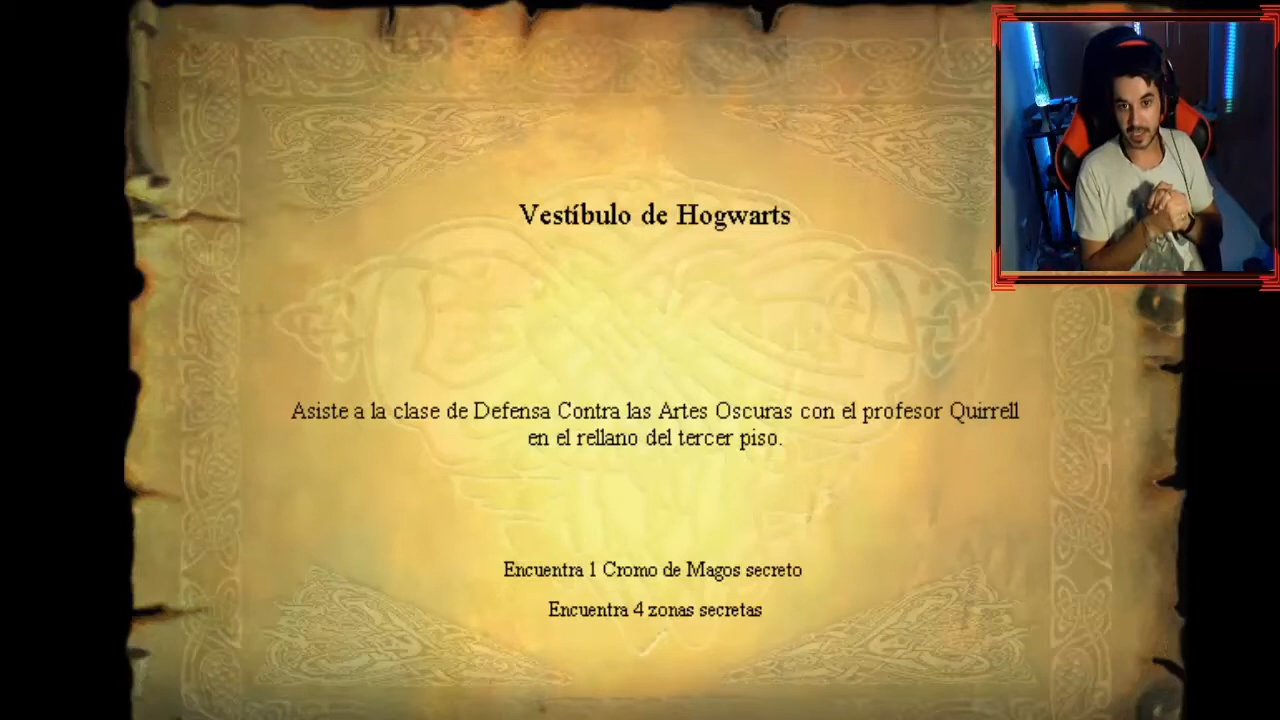 Vestíbulo de Hogwarts
Asiste a la clase de Defensa Contra las Artes Oscuras con el profesor Quirrell
en el rellano del tercer piso.
Encuentra 1 Cromo de Magos secreto
Encuentra 4 zonas secretas